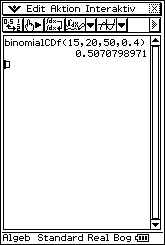 Edit Aktion Interaktiv
binomialCDf(15,20,50,0.4)
0.5070798971
Algeb Standard Real Bog